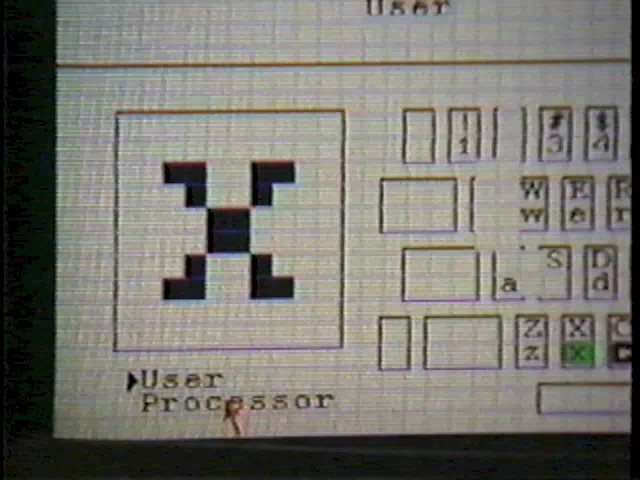 User
! # $
1 3 4
W E R
w e r
S D
a d
Z X C
z x c
X
User
Processor